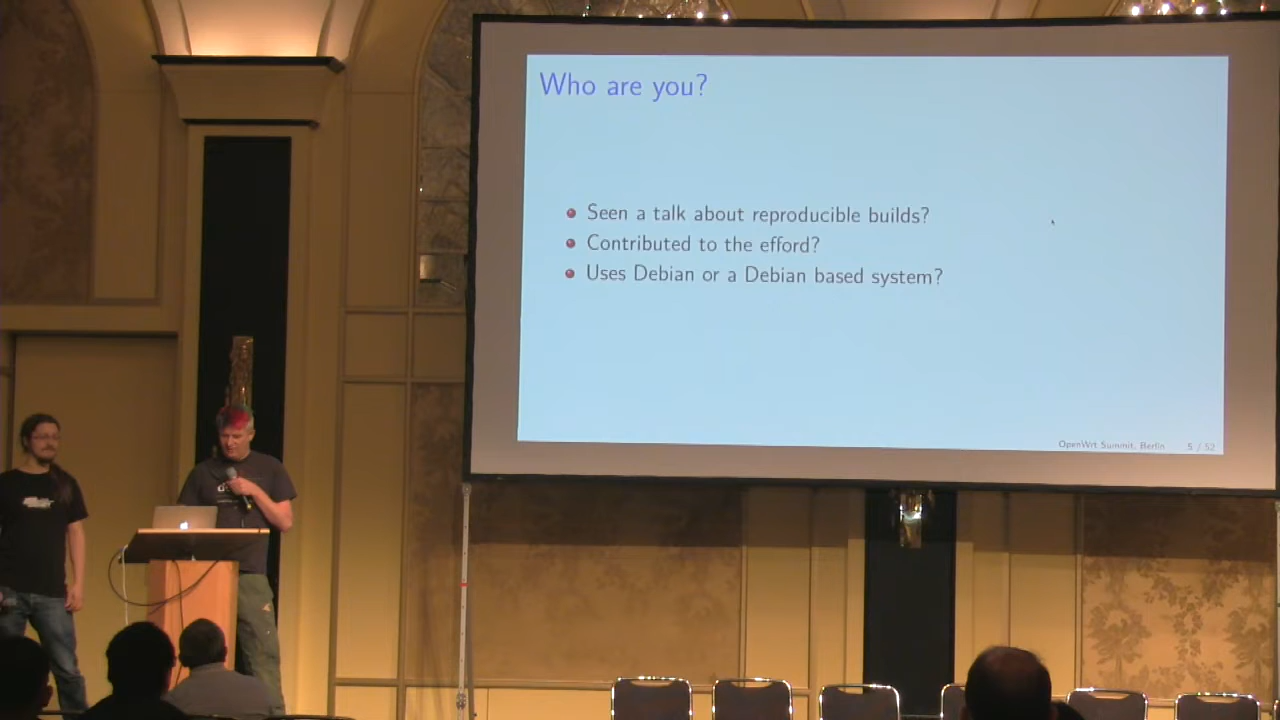 Who are you?
Seen a talk about reproducible builds?
Contributed to the efford?
Uses Debian or a Debian based system?
OpenWrt Summit, Berlin 5 / 52